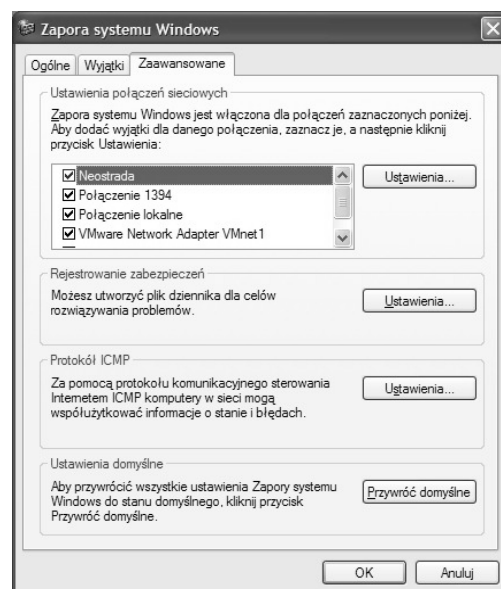 Zapora systemu Windows
Ogólne Wyjątki Zaawansowane
Ustawienia połączeń sieciowych
Zapora systemu Windows jest włączona dla połączeń zaznaczonych poniżej.
Aby dodać wyjątki dla danego połączenia, zaznacz je, a następnie kliknij
przycisk Ustawienia:
Neostrada
Połączenie 1394
Połączenie lokalne
VMware Network Adapter VMnet1
Ustawienia...
Rejestrowanie zabezpieczeń
Możesz utworzyć plik dziennika dla celów
rozwiązywania problemów.
Ustawienia...
Protokół ICMP
Za pomocą protokołu komunikacyjnego sterowania
Internetem ICMP komputery w sieci mogą
współużytkować informacje o stanie i błędach.
Ustawienia...
Ustawienia domyślne
Aby przywrócić wszystkie ustawienia Zapory systemu
Windows do stanu domyślnego, kliknij przycisk
Przywróć domyślne.
Przywróć domyślne
OK Anuluj